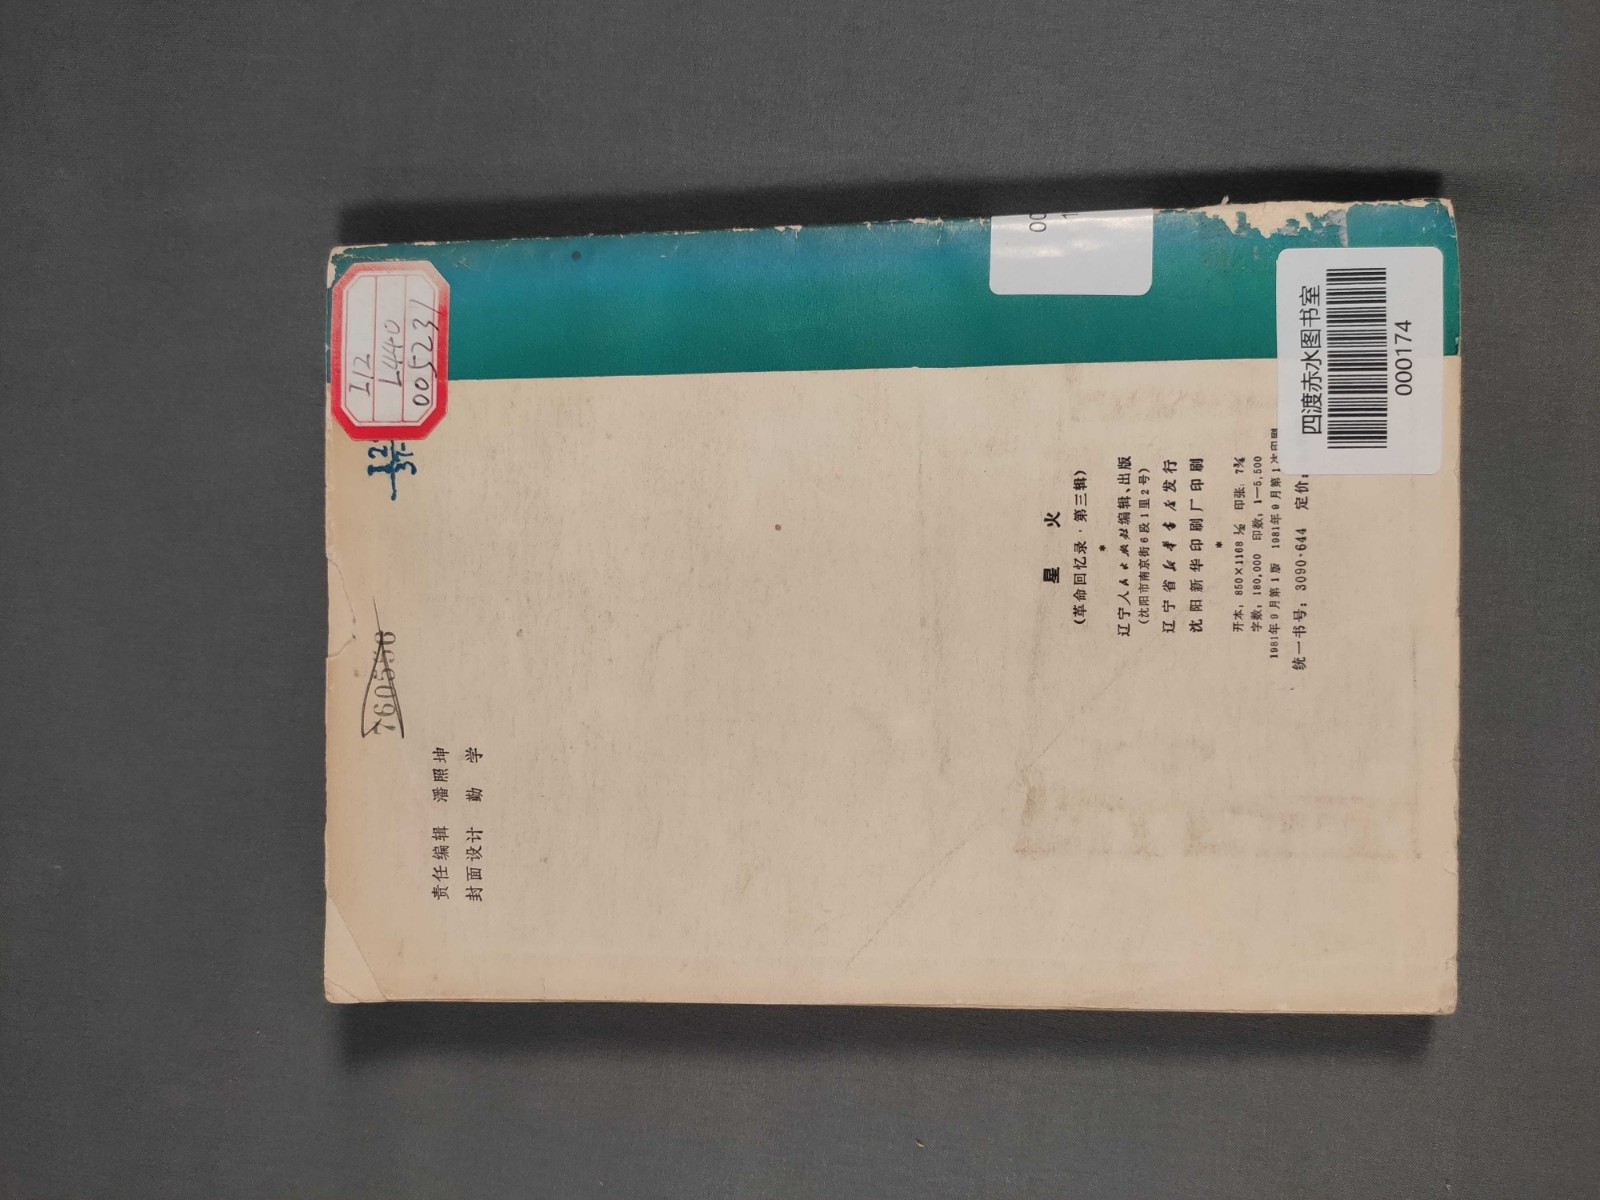 I12
L440
005231
I2
37-
760556
责任编辑 潘照坤
封面设计 勤 学
星 火
(革命回忆录·第三辑)
*
辽宁人民出版社编辑、出版
(沈阳市南京街6段1里2号)
辽宁省新华书店发行
沈阳新华印刷厂印刷
*
开本：850×1168 1/32 印张：7 3/4
字数：180,000 印数：1—5,500
1981年9月第1版 1981年9月第1次印刷
统一书号：3090·644 定价：
四渡赤水图书室
000174
00